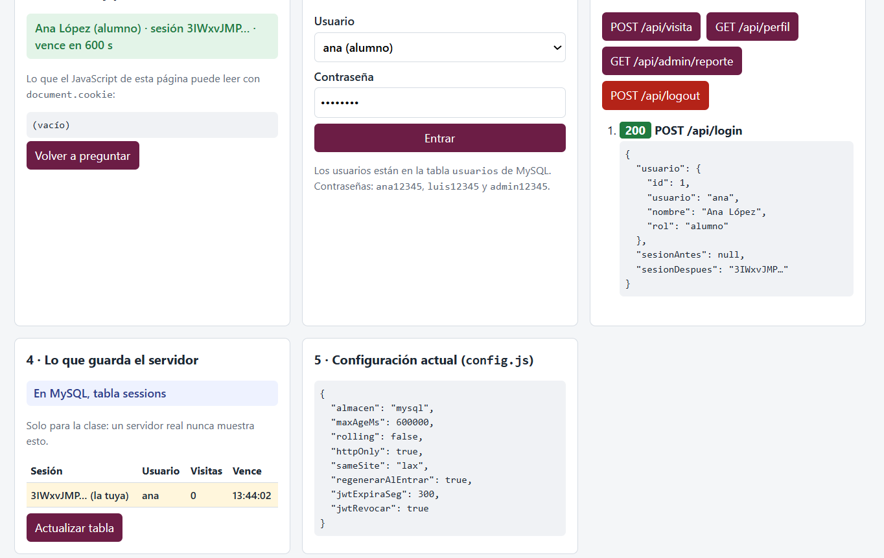 Ana López (alumno) · sesión 3IWxvJMP... ·
vence en 600 s
Lo que el JavaScript de esta página puede leer con
document.cookie:
(vacío)
Volver a preguntar
Usuario
ana (alumno)
Contraseña
••••••••
Entrar
Los usuarios están en la tabla usuarios de MySQL.
Contraseñas: ana12345, luis12345 y admin12345.
POST /api/visita
GET /api/perfil
GET /api/admin/reporte
POST /api/logout
1. 200 POST /api/login
{
"usuario": {
"id": 1,
"usuario": "ana",
"nombre": "Ana López",
"rol": "alumno"
},
"sesionAntes": null,
"sesionDespues": "3IWxvJMP…"
}
4 · Lo que guarda el servidor
En MySQL, tabla sessions
Solo para la clase: un servidor real nunca muestra
esto.
Sesión Usuario Visitas Vence
3IWxvJMP... (la tuya) ana 0 13:44:02
Actualizar tabla
5 · Configuración actual (config.js)
{
"almacen": "mysql",
"maxAgeMs": 600000,
"rolling": false,
"httpOnly": true,
"sameSite": "lax",
"regenerarAlEntrar": true,
"jwtExpiraSeg": 300,
"jwtRevocar": true
}